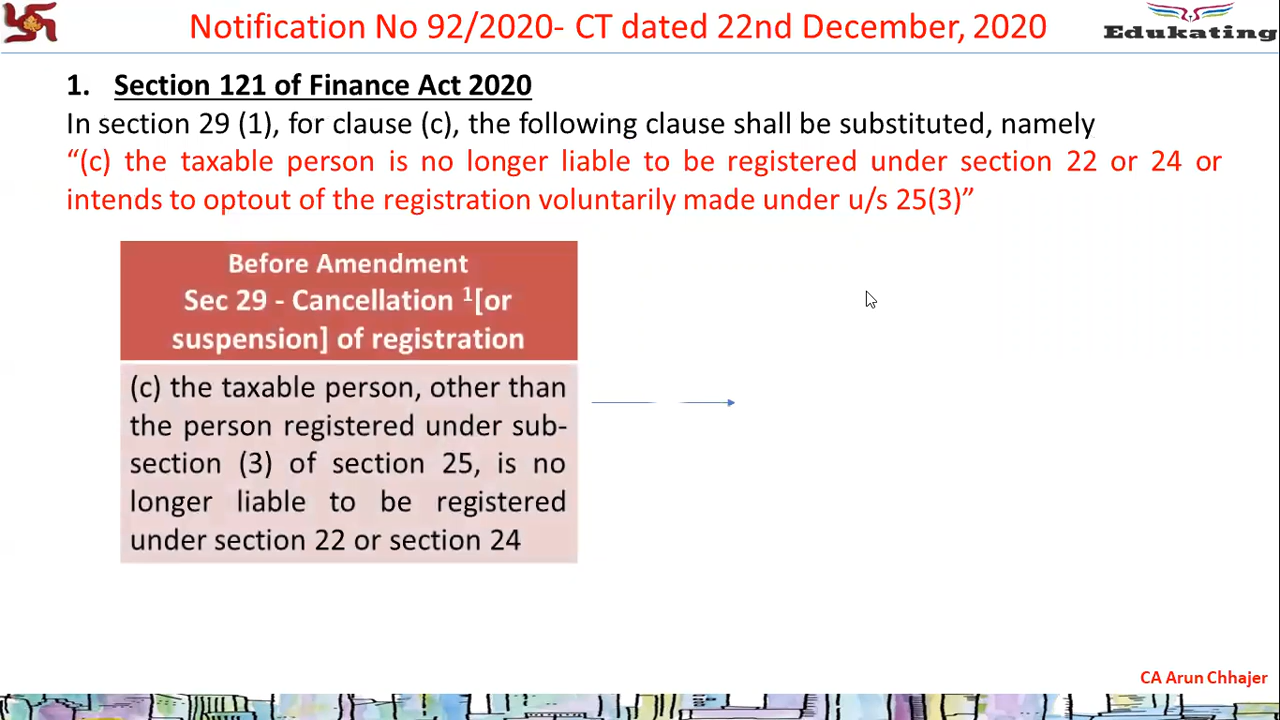 Notification No 92/2020- CT dated 22nd December, 2020
Edukating
1. Section 121 of Finance Act 2020
In section 29 (1), for clause (c), the following clause shall be substituted, namely
“(c) the taxable person is no longer liable to be registered under section 22 or 24 or
intends to optout of the registration voluntarily made under u/s 25(3)”
Before Amendment
Sec 29 - Cancellation ¹[or
suspension] of registration
(c) the taxable person, other than
the person registered under sub-
section (3) of section 25, is no
longer liable to be registered
under section 22 or section 24
CA Arun Chhajer